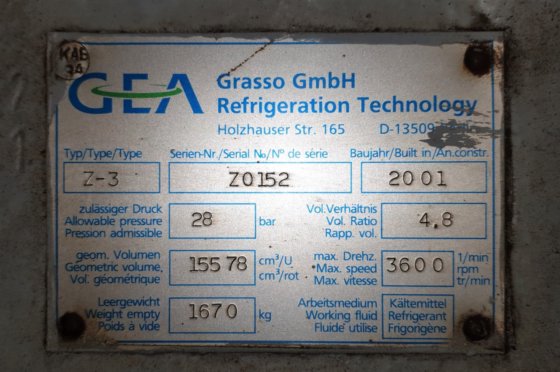 KAB
34
GEA
Grasso GmbH
Refrigeration Technology
Holzhauser Str. 165 D-13509
Typ/Type/Type Serien-Nr./Serial No/N° de série Baujahr/Built in/An.constr.
Z-3 Z0152 2001
zulässiger Druck
Allowable pressure
Pression admissible
28 bar
Vol.Verhältnis
Vol. Ratio
Rapp. vol.
4.8
geom. Volumen
Geometric volume,
Vol. géométrique
15578
cm³/U
cm³/rot
max. Drehz.
Max. speed
Max. vitesse
3600
1/min
rpm
tr/min
Leergewicht
Weight empty
Poids à vide
1670 kg
Arbeitsmedium
Working fluid
Fluide utilise
Kältemittel
Refrigerant
Frigorigène